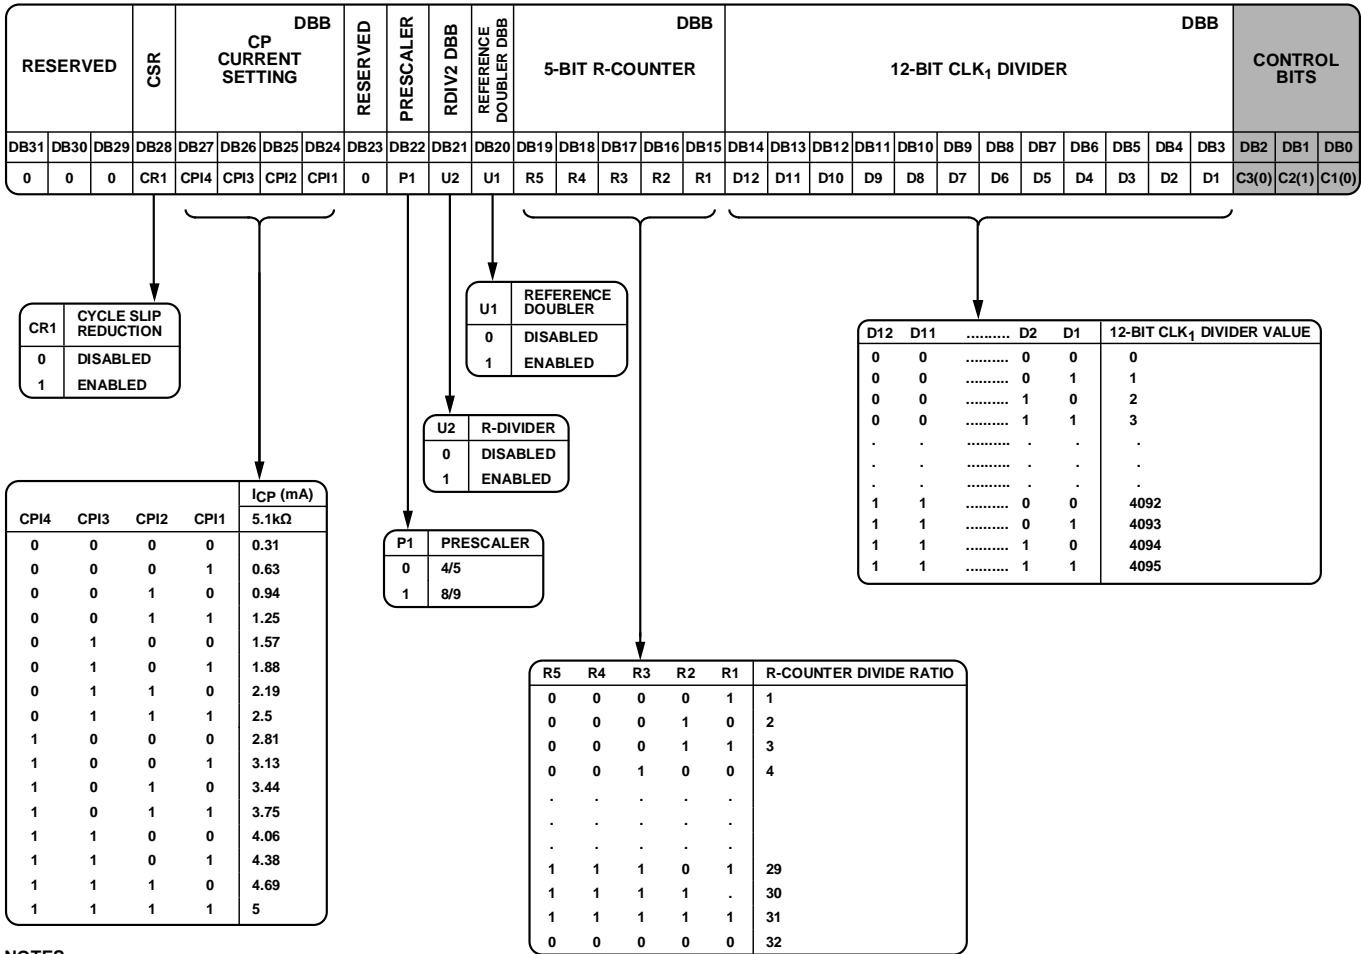 RESERVED
CSR
DBB
CP
CURRENT
SETTING
RESERVED
PRESCALER
RDIV2 DBB
REFERENCE
DOUBLER DBB
DBB
5-BIT R-COUNTER
DBB
12-BIT CLK1 DIVIDER
CONTROL
BITS
DB31 DB30 DB29 DB28 DB27 DB26 DB25 DB24 DB23 DB22 DB21 DB20 DB19 DB18 DB17 DB16 DB15 DB14 DB13 DB12 DB11 DB10 DB9 DB8 DB7 DB6 DB5 DB4 DB3 DB2 DB1 DB0
0 0 0 CR1 CPI4 CPI3 CPI2 CPI1 0 P1 U2 U1 R5 R4 R3 R2 R1 D12 D11 D10 D9 D8 D7 D6 D5 D4 D3 D2 D1 C3(0) C2(1) C1(0)
CR1 CYCLE SLIP
REDUCTION
0 DISABLED
1 ENABLED
U1 REFERENCE
DOUBLER
0 DISABLED
1 ENABLED
U2 R-DIVIDER
0 DISABLED
1 ENABLED
P1 PRESCALER
0 4/5
1 8/9
D12 D11 .......... D2 D1 12-BIT CLK1 DIVIDER VALUE
0 0 .......... 0 0 0
0 0 .......... 0 1 1
0 0 .......... 1 0 2
0 0 .......... 1 1 3
. . .......... . . .
. . .......... . . .
. . .......... . . .
1 1 .......... 0 0 4092
1 1 .......... 0 1 4093
1 1 .......... 1 0 4094
1 1 .......... 1 1 4095
ICP (mA)
CPI4 CPI3 CPI2 CPI1 5.1kΩ
0 0 0 0 0.31
0 0 0 1 0.63
0 0 1 0 0.94
0 0 1 1 1.25
0 1 0 0 1.57
0 1 0 1 1.88
0 1 1 0 2.19
0 1 1 1 2.5
1 0 0 0 2.81
1 0 0 1 3.13
1 0 1 0 3.44
1 0 1 1 3.75
1 1 0 0 4.06
1 1 0 1 4.38
1 1 1 0 4.69
1 1 1 1 5
R5 R4 R3 R2 R1 R-COUNTER DIVIDE RATIO
0 0 0 0 1 1
0 0 0 1 0 2
0 0 0 1 1 3
0 0 1 0 0 4
. . . . .
. . . . .
. . . . .
1 1 1 0 1 29
1 1 1 1 . 30
1 1 1 1 1 31
0 0 0 0 0 32